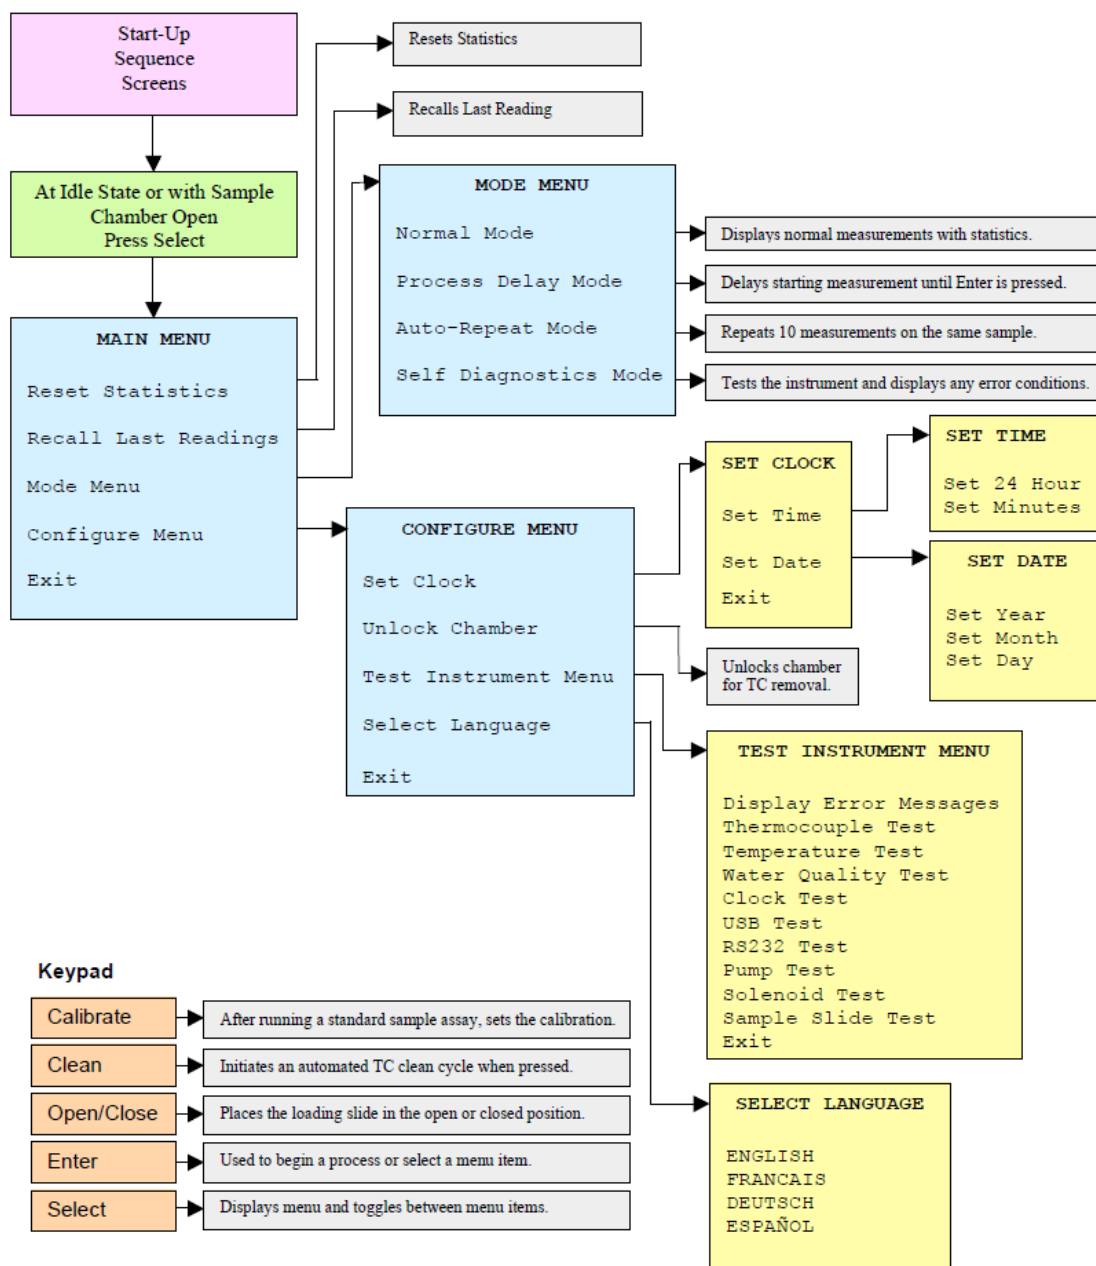 Start-Up
Sequence
Screens
At Idle State or with Sample
Chamber Open
Press Select
MAIN MENU
Reset Statistics
Recall Last Readings
Mode Menu
Configure Menu
Exit
Resets Statistics
Recalls Last Reading
MODE MENU
Normal Mode
Process Delay Mode
Auto-Repeat Mode
Self Diagnostics Mode
Displays normal measurements with statistics.
Delays starting measurement until Enter is pressed.
Repeats 10 measurements on the same sample.
Tests the instrument and displays any error conditions.
CONFIGURE MENU
Set Clock
Unlock Chamber
Test Instrument Menu
Select Language
Exit
SET CLOCK
Set Time
Set Date
Exit
SET TIME
Set 24 Hour
Set Minutes
SET DATE
Set Year
Set Month
Set Day
Unlocks chamber
for TC removal.
TEST INSTRUMENT MENU
Display Error Messages
Thermocouple Test
Temperature Test
Water Quality Test
Clock Test
USB Test
RS232 Test
Pump Test
Solenoid Test
Sample Slide Test
Exit
SELECT LANGUAGE
ENGLISH
FRANCAIS
DEUTSCH
ESPAÑOL
Keypad
Calibrate
After running a standard sample assay, sets the calibration.
Clean
Initiates an automated TC clean cycle when pressed.
Open/Close
Places the loading slide in the open or closed position.
Enter
Used to begin a process or select a menu item.
Select
Displays menu and toggles between menu items.